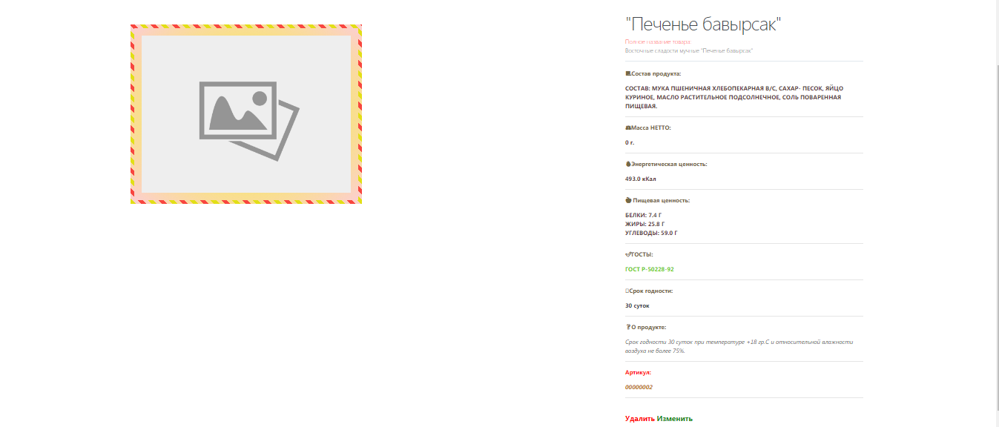 "Печенье бавырсак"
Полное название товара:
Восточные сладости мучные "Печенье бавырсак"
Состав продукта:
СОСТАВ: МУКА ПШЕНИЧНАЯ ХЛЕБОПЕКАРНАЯ В/С, САХАР- ПЕСОК, ЯЙЦО
КУРИНОЕ, МАСЛО РАСТИТЕЛЬНОЕ ПОДСОЛНЕЧНОЕ, СОЛЬ ПОВАРЕННАЯ
ПИЩЕВАЯ.
Масса НЕТТО:
0 г.
Энергетическая ценность:
493.0 кКал
Пищевая ценность:
БЕЛКИ: 7.4 Г
ЖИРЫ: 25.8 Г
УГЛЕВОДЫ: 59.0 Г
ГОСТЫ:
ГОСТ Р-50228-92
Срок годности:
30 суток
О продукте:
Срок годности 30 суток при температуре +18 гр.С и относительной влажности
воздуха не более 75%.
Артикул:
00000002
Удалить Изменить